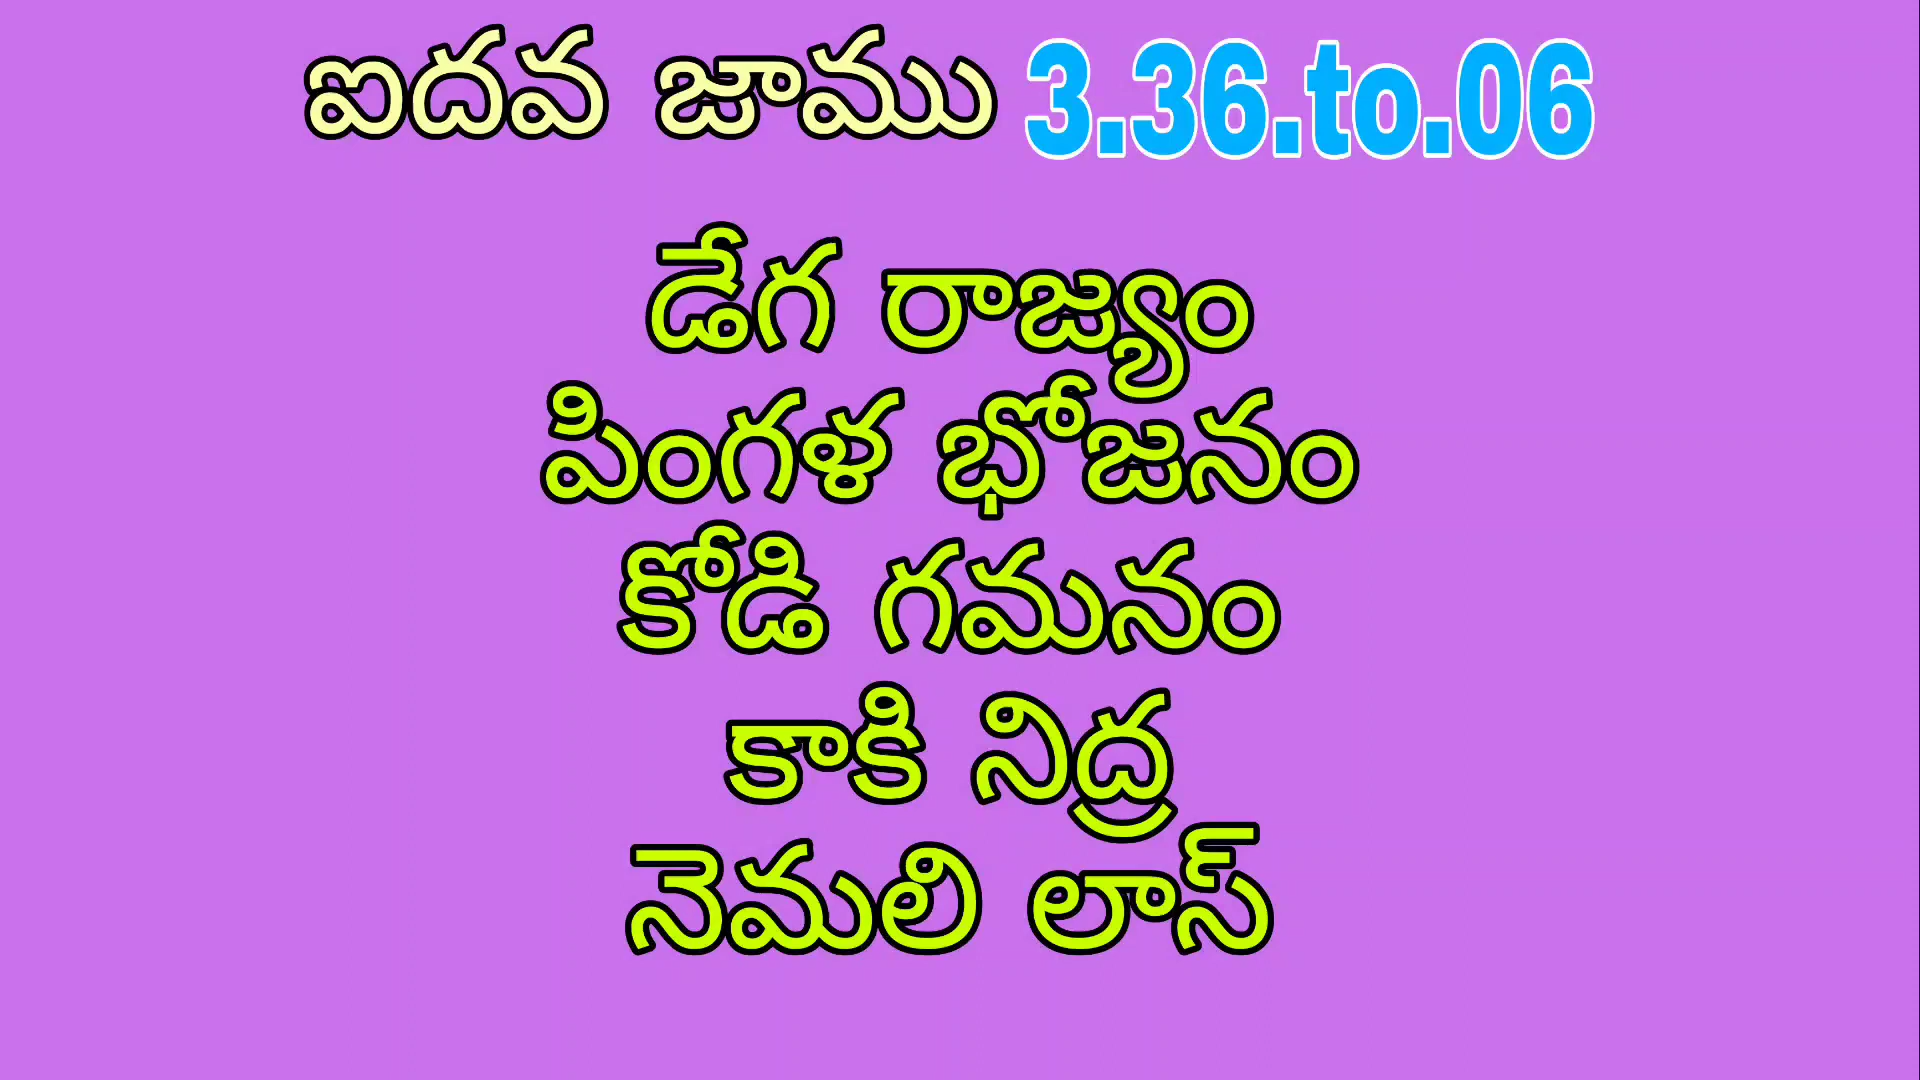 ఐదవ జాము 3.36.to.06
డేగ రాజ్యం
పింగళ భోజనం
కోడి గమనం
కాకి నిద్ర
నెమలి లాస్